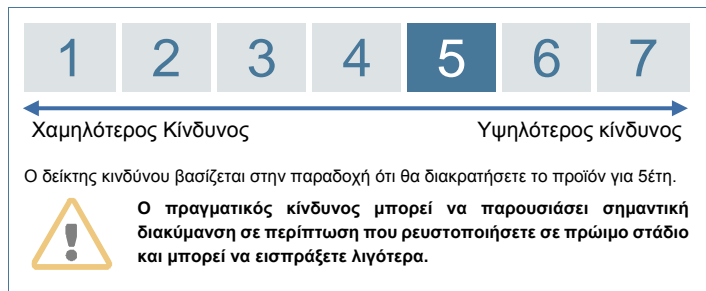 1 2 3 4 5 6 7
Χαμηλότερος Κίνδυνος Υψηλότερος κίνδυνος
Ο δείκτης κινδύνου βασίζεται στην παραδοχή ότι θα διακρατήσετε το προϊόν για 5έτη.
Ο πραγματικός κίνδυνος μπορεί να παρουσιάσει σημαντική
διακύμανση σε περίπτωση που ρευστοποιήσετε σε πρώιμο στάδιο
και μπορεί να εισπράξετε λιγότερα.